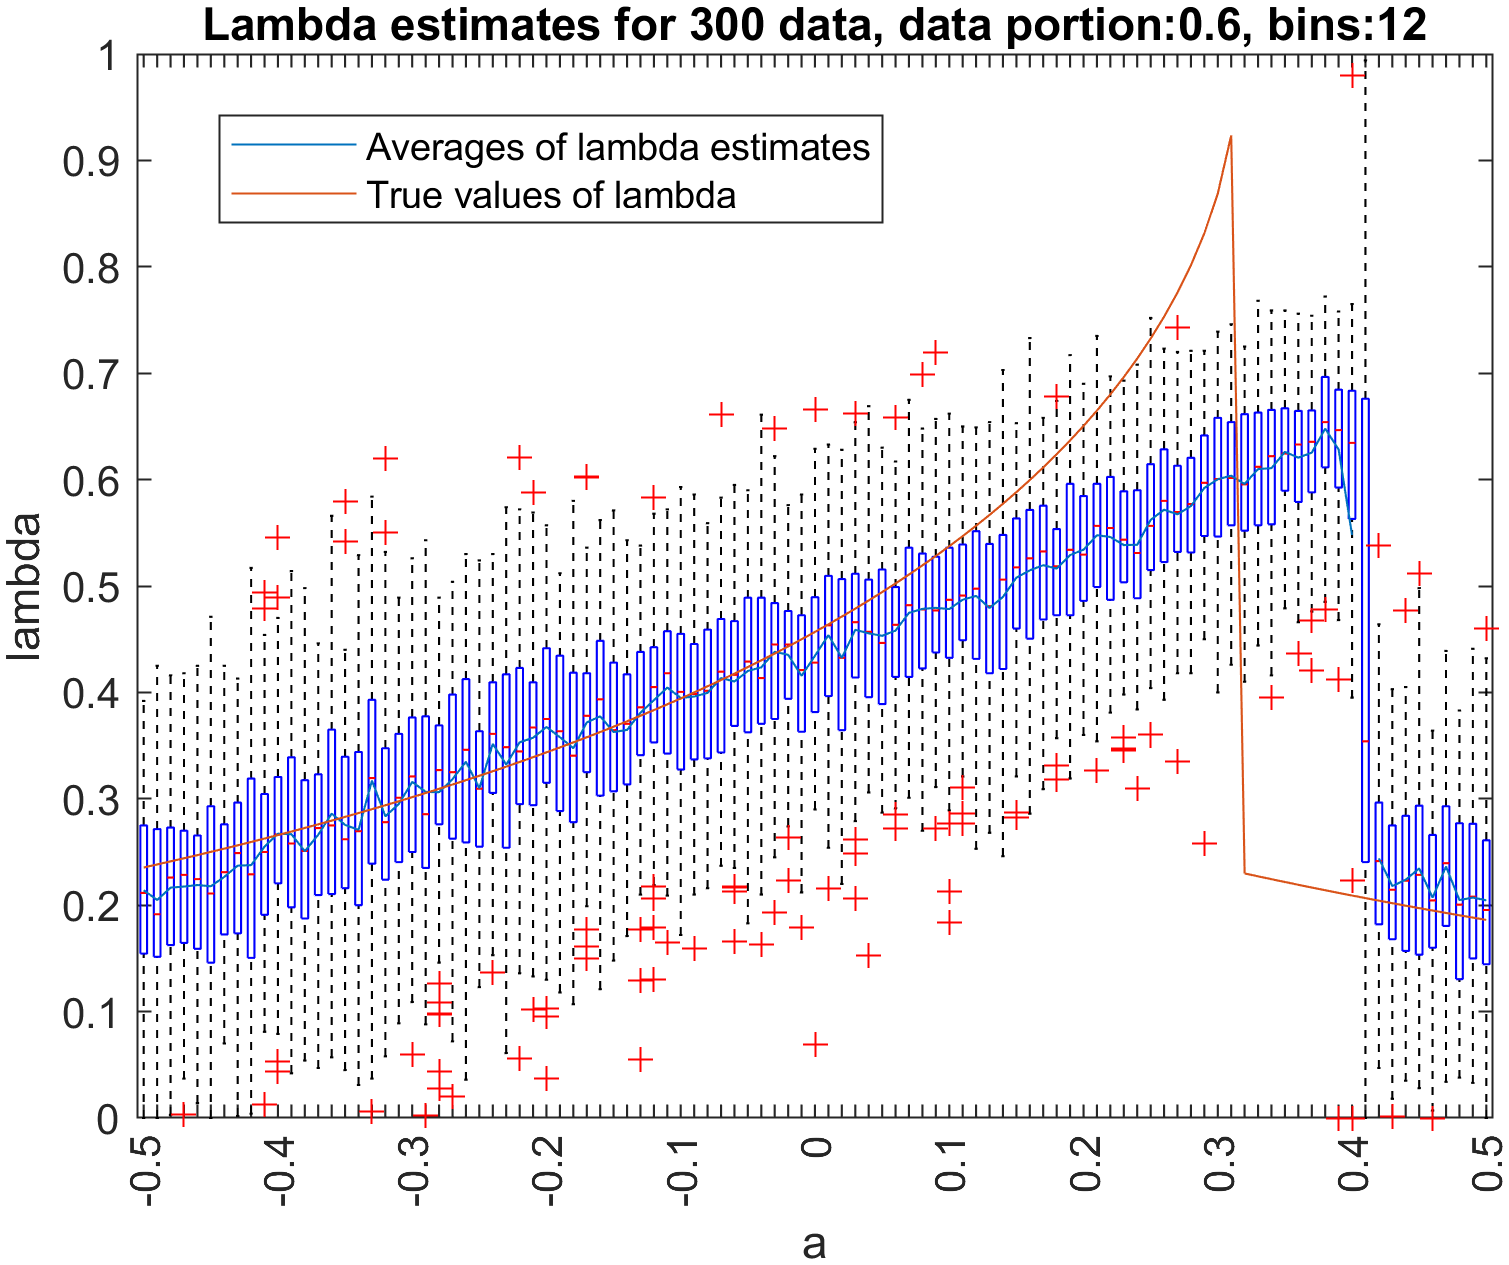 Lambda estimates for 300 data, data portion:0.6, bins:12
1
0.9
0.8
0.7
0.6
0.5
0.4
0.3
0.2
0.1
0
lambda
Averages of lambda estimates
True values of lambda
-0.5 -0.4 -0.3 -0.2 -0.1 0 0.1 0.2 0.3 0.4 0.5
a